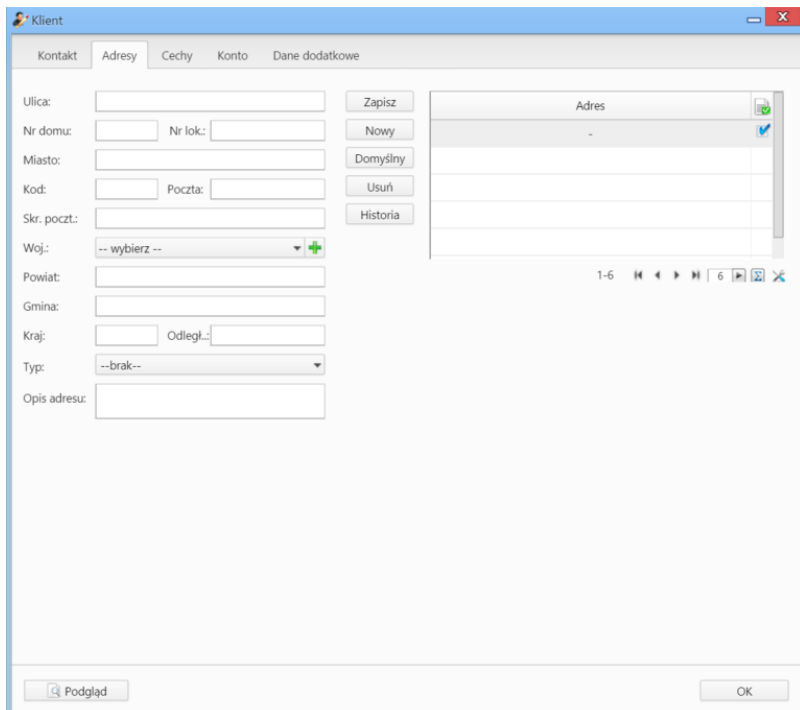 Klient
Kontakt Adresy Cechy Konto Dane dodatkowe
Ulica: Zapisz Adres
Nr domu: Nr lok.: Nowy -
Miasto: Domyślny
Kod: Poczta: Usuń
Skr. poczt.: Historia
Woj.: -- wybierz --
Powiat: 1-6 6 Σ
Gmina:
Kraj: Odległ..:
Typ: --brak--
Opis adresu:
Podgląd OK